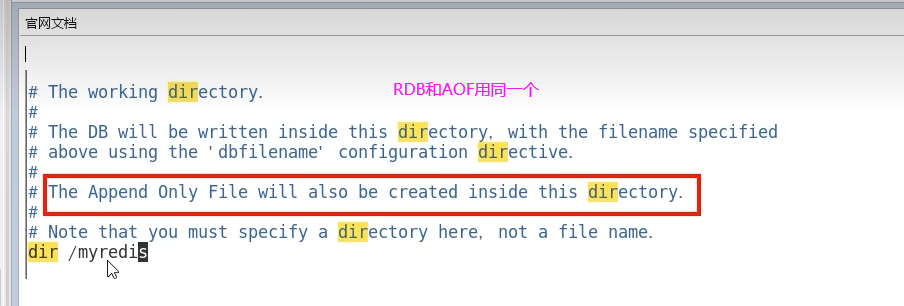 官网文档
# The working directory.
RDB和AOF用同一个
#
# The DB will be written inside this directory, with the filename specified
# above using the 'dbfilename' configuration directive.
#
# The Append Only File will also be created inside this directory.
#
# Note that you must specify a directory here, not a file name.
dir /myredis